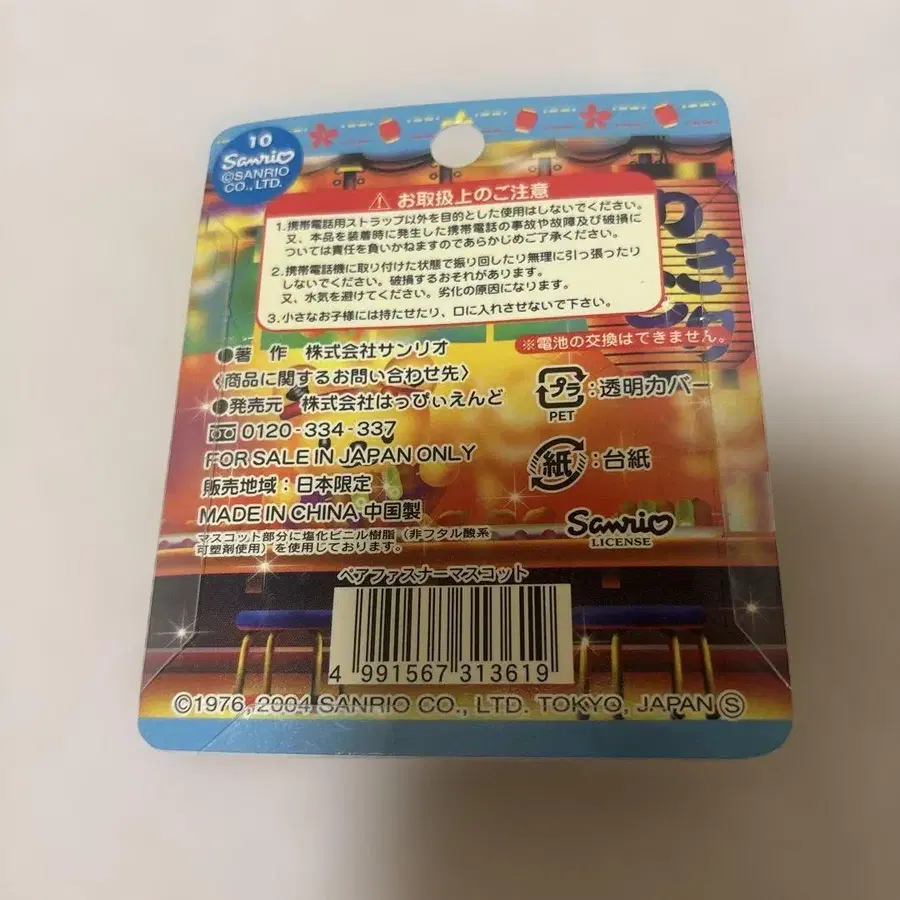 10
Sanrio
©SANRIO
CO., LTD.
⚠ お取扱上のご注意
1.携帯電話用ストラップ以外を目的とした使用はしないでください。
又、本品を装着時に発生した携帯電話の事故や故障及び破損に
ついては責任を負いかねますのであらかじめご了承ください。
2.携帯電話機に取り付けた状態で振り回したり無理に引っ張ったり
しないでください。破損するおそれがあります。
又、水気を避けてください。劣化の原因になります。
3.小さなお子様には持たせたり、口に入れさせないで下さい。
※電池の交換はできません。
●著 作 株式会社サンリオ
〈商品に関するお問い合わせ先〉
●発売元 株式会社はっぴぃえんど
0120-334-337
FOR SALE IN JAPAN ONLY
販売地域：日本限定
MADE IN CHINA 中国製
マスコット部分に塩化ビニル樹脂（非フタル酸系
可塑剤使用）を使用しております。
プラ
PET
：透明カバー
紙
：台紙
Sanrio
LICENSE
ペアファスナーマスコット
4 991567 313619
©1976, 2004 SANRIO CO., LTD. TOKYO, JAPAN Ⓢ